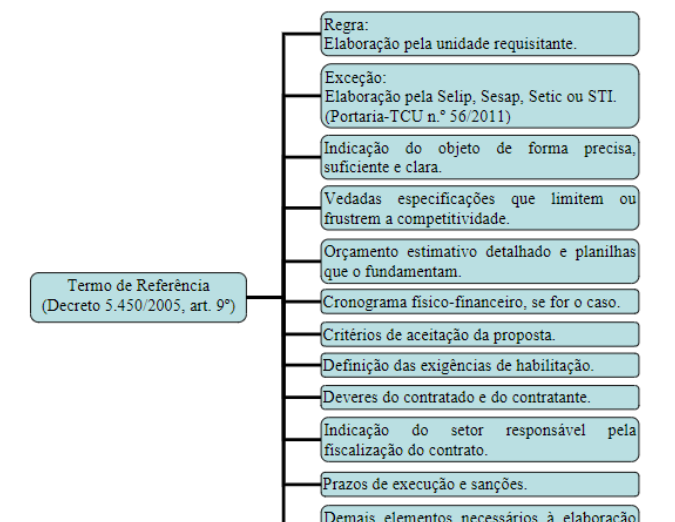 Regra:
Elaboração pela unidade requisitante.
Exceção:
Elaboração pela Selip, Sesap, Setic ou STI.
(Portaria-TCU n.º 56/2011)
Indicação do objeto de forma precisa,
suficiente e clara.
Vedadas especificações que limitem ou
frustrem a competitividade.
Orçamento estimativo detalhado e planilhas
que o fundamentam.
Termo de Referência
(Decreto 5.450/2005, art. 9º)
Cronograma físico-financeiro, se for o caso.
Critérios de aceitação da proposta.
Definição das exigências de habilitação.
Deveres do contratado e do contratante.
Indicação do setor responsável pela
fiscalização do contrato.
Prazos de execução e sanções.
Demais elementos necessários à elaboração